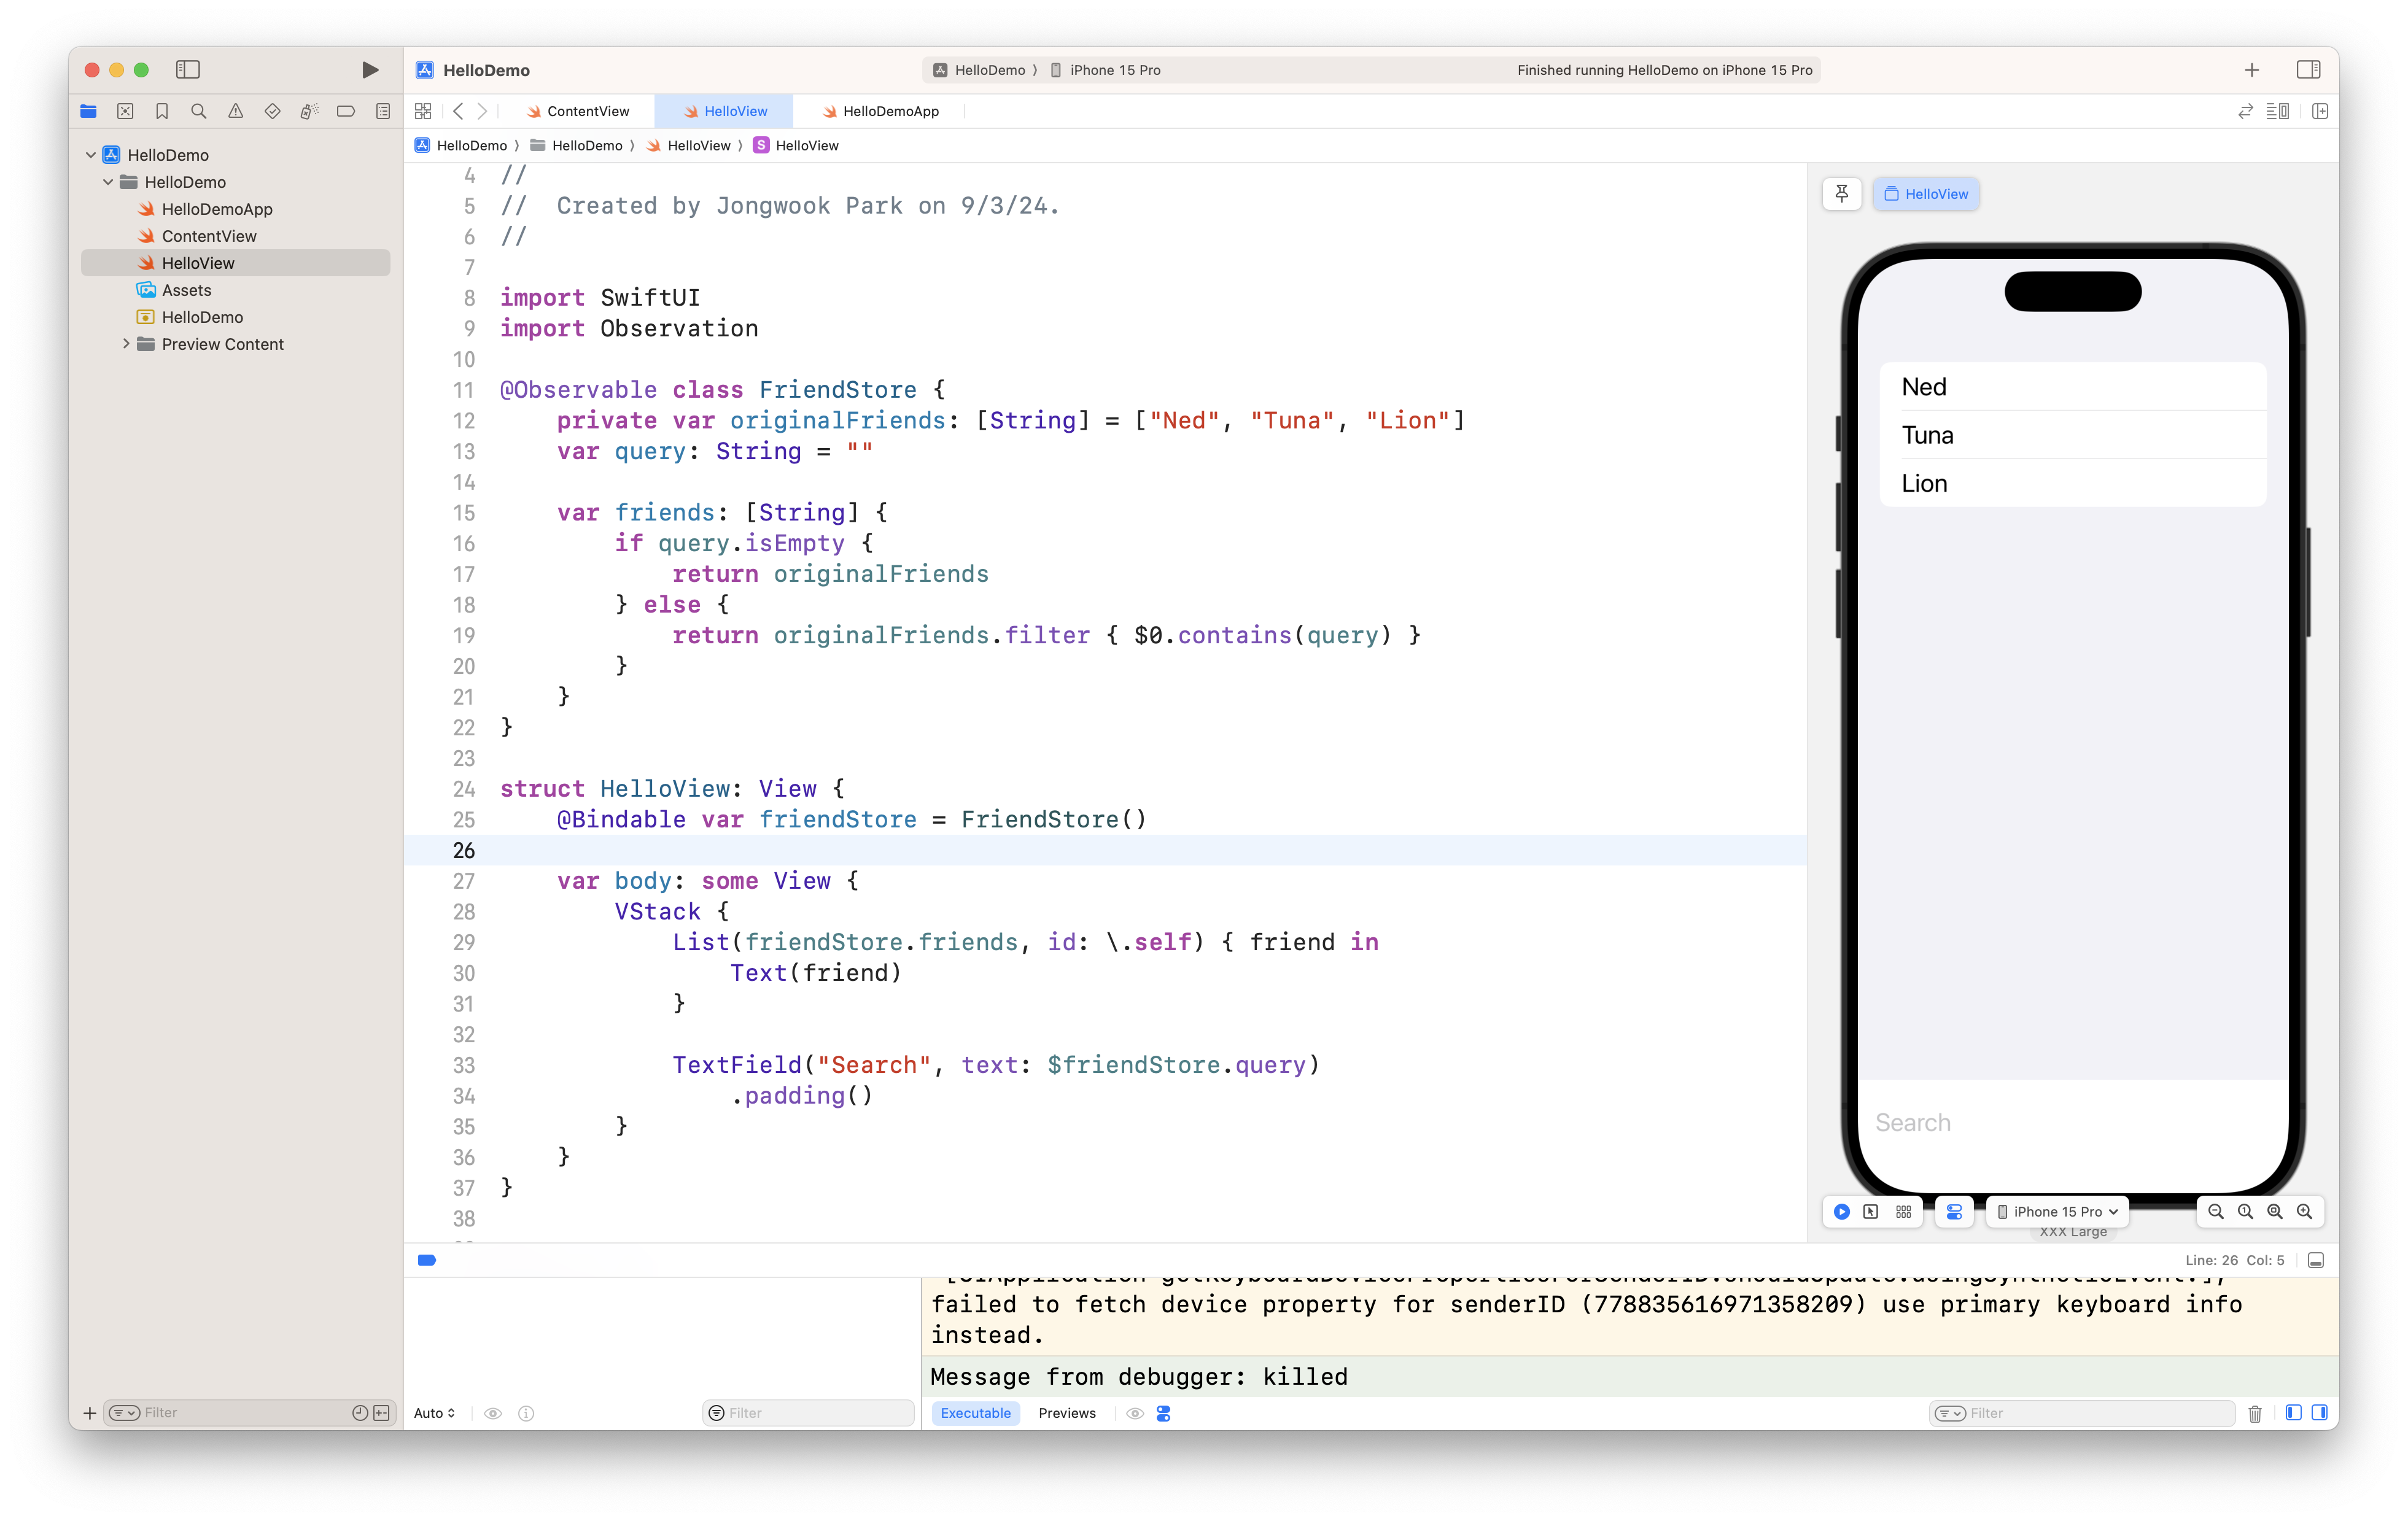 HelloDemo
HelloDemo 〉 iPhone 15 Pro
Finished running HelloDemo on iPhone 15 Pro
ContentView
HelloView
HelloDemoApp
HelloDemo 〉 HelloDemo 〉 HelloView 〉 S HelloView
HelloDemo
HelloDemo
HelloDemoApp
ContentView
HelloView
Assets
HelloDemo
Preview Content
Filter
4 //
5 //  Created by Jongwook Park on 9/3/24.
6 //
7
8 import SwiftUI
9 import Observation
10
11 @Observable class FriendStore {
12     private var originalFriends: [String] = ["Ned", "Tuna", "Lion"]
13     var query: String = ""
14
15     var friends: [String] {
16         if query.isEmpty {
17             return originalFriends
18         } else {
19             return originalFriends.filter { $0.contains(query) }
20         }
21     }
22 }
23
24 struct HelloView: View {
25     @Bindable var friendStore = FriendStore()
26
27     var body: some View {
28         VStack {
29             List(friendStore.friends, id: \.self) { friend in
30                 Text(friend)
31             }
32
33             TextField("Search", text: $friendStore.query)
34                 .padding()
35         }
36     }
37 }
38
HelloView
Ned
Tuna
Lion
Search
iPhone 15 Pro
XXX Large
Line: 26 Col: 5
failed to fetch device property for senderID (778835616971358209) use primary keyboard info
instead.
Message from debugger: killed
Auto
Filter
Executable
Previews
Filter